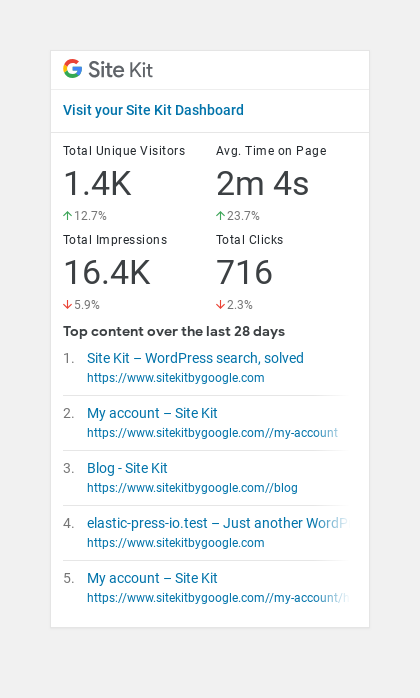 Site Kit
Visit your Site Kit Dashboard
Total Unique Visitors
1.4K
12.7%
Avg. Time on Page
2m 4s
23.7%
Total Impressions
16.4K
5.9%
Total Clicks
716
2.3%
Top content over the last 28 days
1. Site Kit – WordPress search, solved
https://www.sitekitbygoogle.com
2. My account – Site Kit
https://www.sitekitbygoogle.com//my-account
3. Blog - Site Kit
https://www.sitekitbygoogle.com//blog
4. elastic-press-io.test – Just another WordP
https://www.sitekitbygoogle.com
5. My account – Site Kit
https://www.sitekitbygoogle.com//my-account/